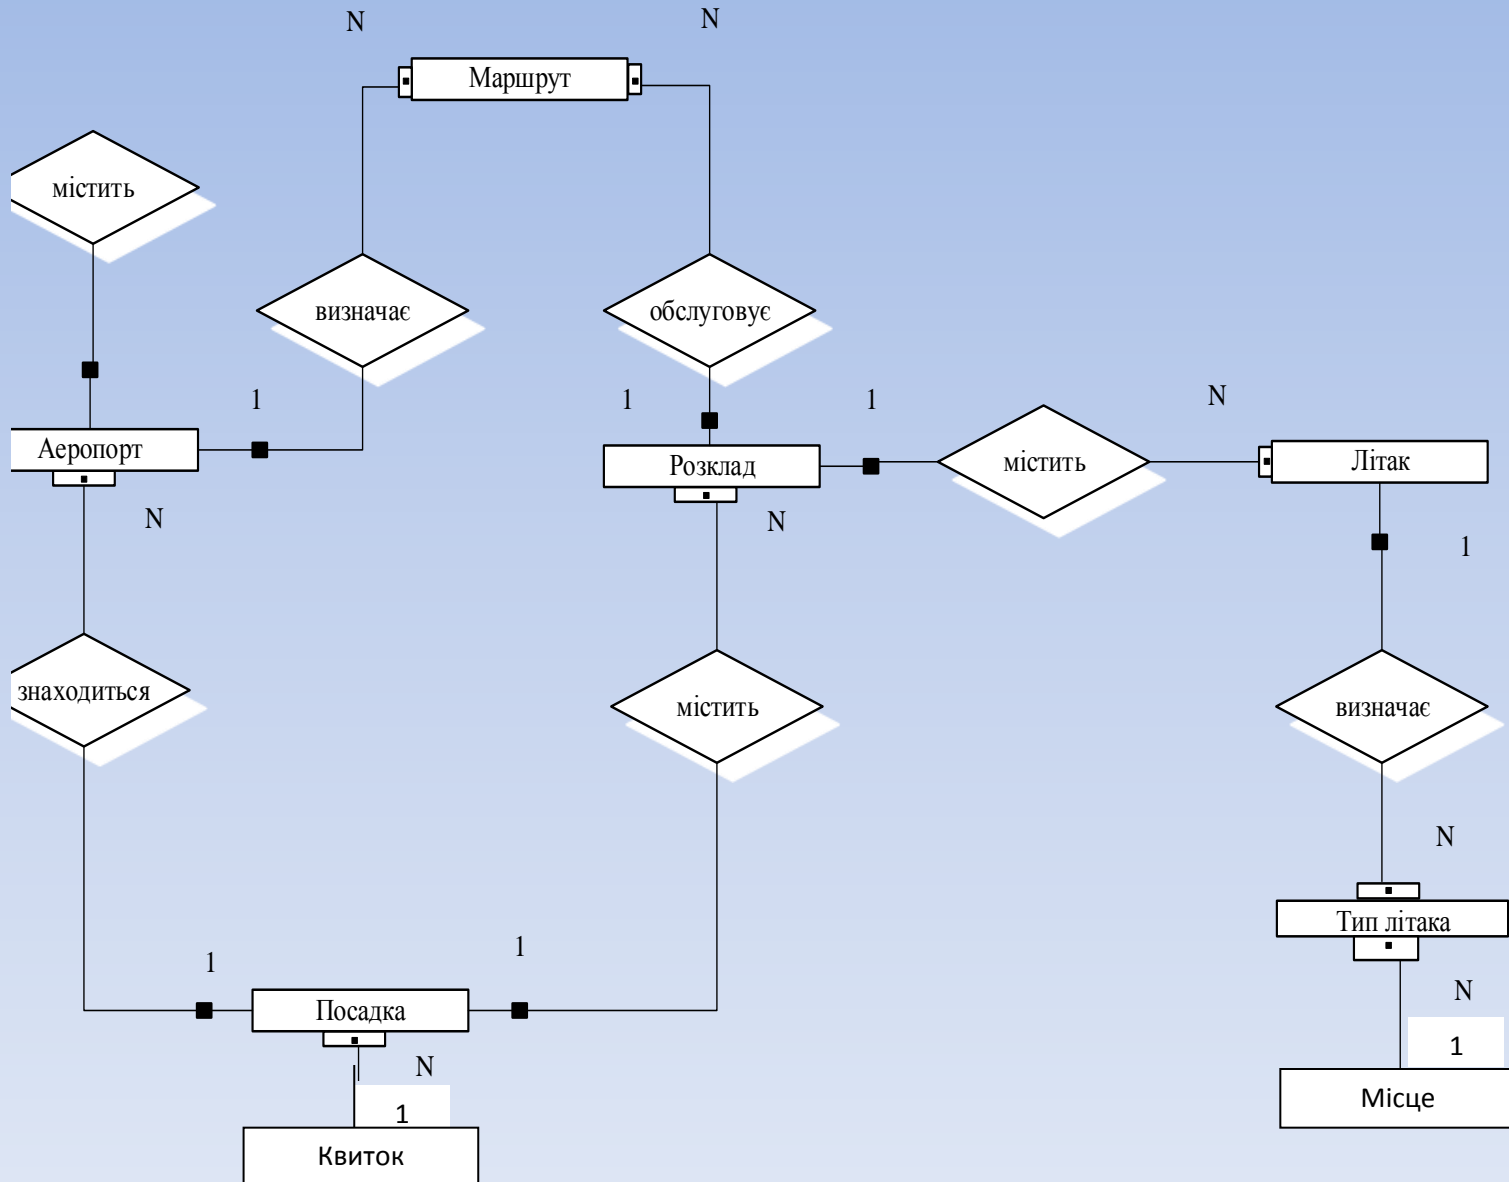 N
N
Маршрут
містить
визначає
обслуговує
1
1
1
N
Аеропорт
Розклад
містить
Літак
N
N
1
знаходиться
містить
визначає
N
1
1
Тип літака
Посадка
N
N
1
1
Місце
Квиток